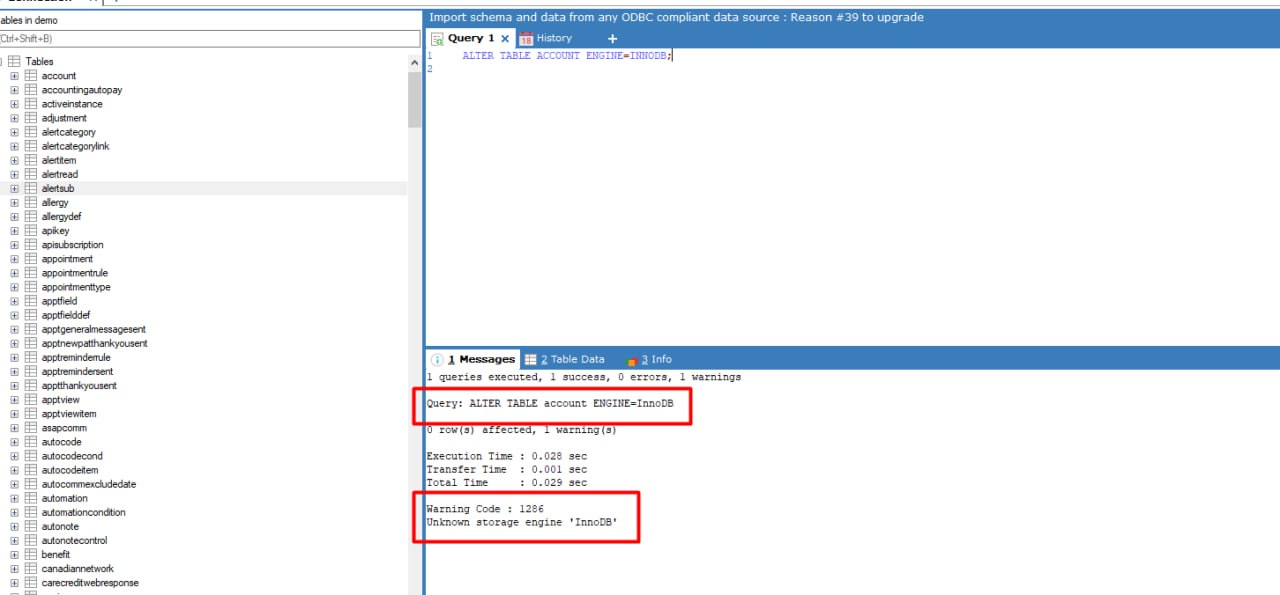 ables in demo
(Ctrl+Shift+B)
Tables
account
accountingautopay
activeinstance
adjustment
alertcategory
alertcategorylink
alertitem
alertread
alertsub
allergy
allergydef
apikey
apisubscription
appointment
appointmentrule
appointmenttype
apptfield
apptfielddef
apptgeneralmessagesent
apptnewpatthankyousent
apptreminderrule
apptremindersent
apptthankyousent
apptview
apptviewitem
asapcomm
autocode
autocodecond
autocodeitem
autocommexcludedate
automation
automationcondition
autonote
autonotecontrol
benefit
canadiannetwork
carecreditwebresponse
Import schema and data from any ODBC compliant data source : Reason #39 to upgrade
Query 1 × 18 History +
1 ALTER TABLE ACCOUNT ENGINE=INNODB;
2
1 Messages 2 Table Data 3 Info
1 queries executed, 1 success, 0 errors, 1 warnings
Query: ALTER TABLE account ENGINE=InnoDB
0 row(s) affected, 1 warning(s)
Execution Time : 0.028 sec
Transfer Time : 0.001 sec
Total Time : 0.029 sec
Warning Code : 1286
Unknown storage engine 'InnoDB'